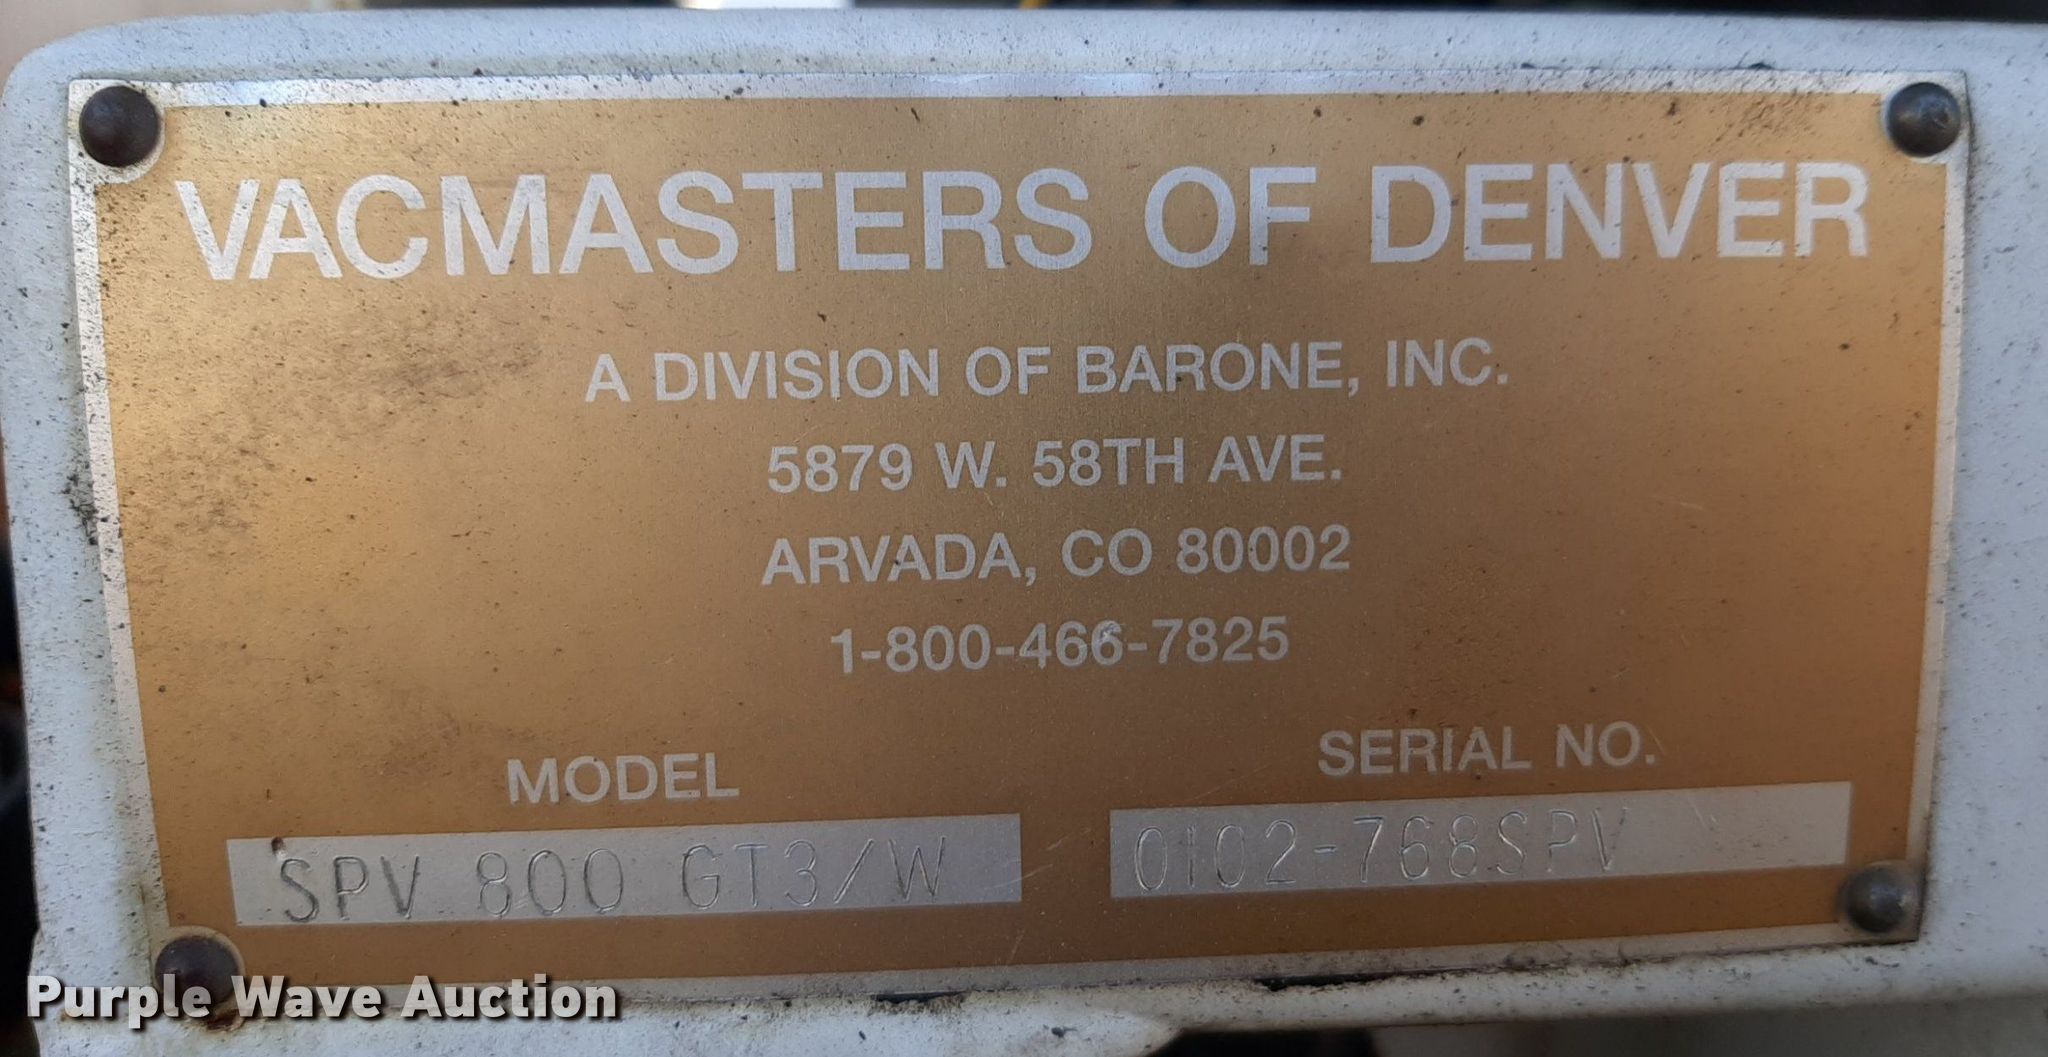 VACMASTERS OF DENVER
A DIVISION OF BARONE, INC.
5879 W. 58TH AVE.
ARVADA, CO 80002
1-800-466-7825
MODEL SERIAL NO.
SPV 800 GT3/W 0102-768SPV
Purple Wave Auction